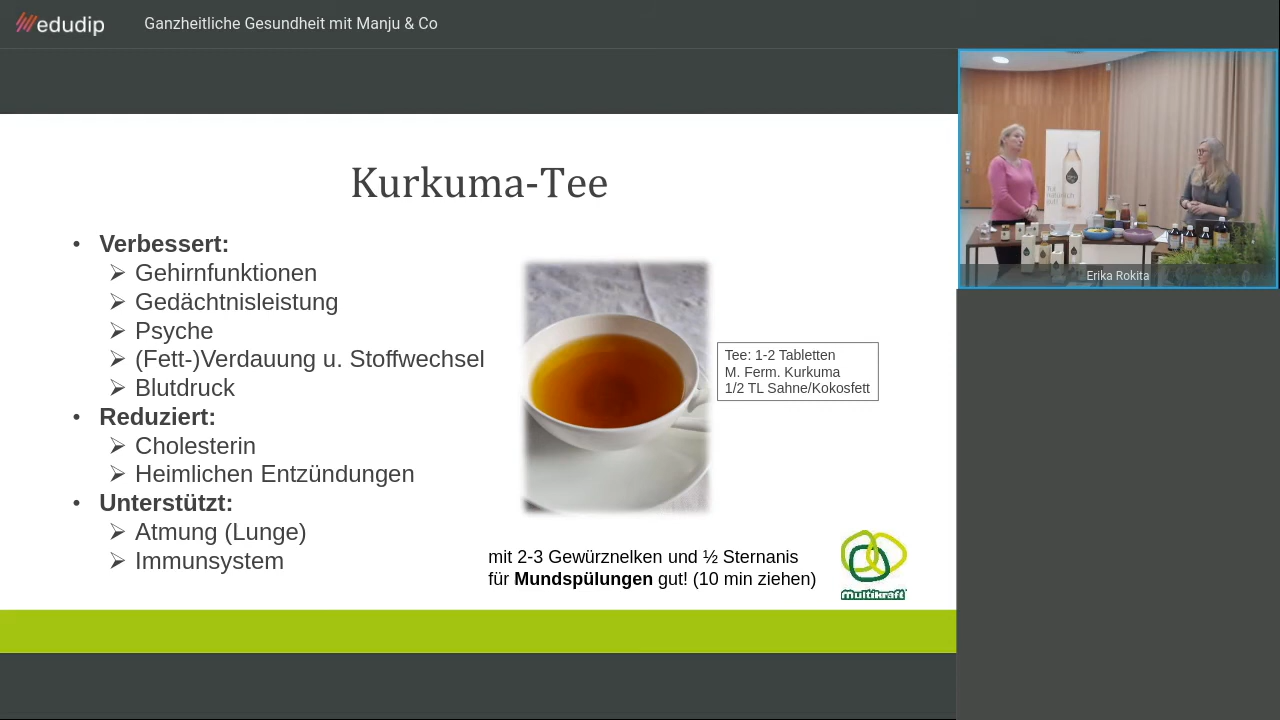 edudip
Ganzheitliche Gesundheit mit Manju & Co
Kurkuma-Tee
• Verbessert:
➢ Gehirnfunktionen
➢ Gedächtnisleistung
➢ Psyche
➢ (Fett-)Verdauung u. Stoffwechsel
➢ Blutdruck
• Reduziert:
➢ Cholesterin
➢ Heimlichen Entzündungen
• Unterstützt:
➢ Atmung (Lunge)
➢ Immunsystem
Tee: 1-2 Tabletten
M. Ferm. Kurkuma
1/2 TL Sahne/Kokosfett
mit 2-3 Gewürznelken und ½ Sternanis
für Mundspülungen gut! (10 min ziehen)
multikraft
Erika Rokita